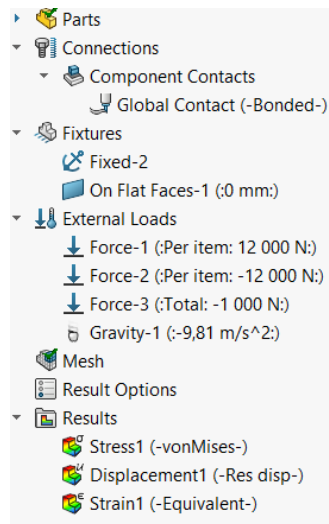 Parts
Connections
Component Contacts
Global Contact (-Bonded-)
Fixtures
Fixed-2
On Flat Faces-1 (:0 mm:)
External Loads
Force-1 (:Per item: 12 000 N:)
Force-2 (:Per item: -12 000 N:)
Force-3 (:Total: -1 000 N:)
Gravity-1 (:-9,81 m/s^2:)
Mesh
Result Options
Results
Stress1 (-vonMises-)
Displacement1 (-Res disp-)
Strain1 (-Equivalent-)